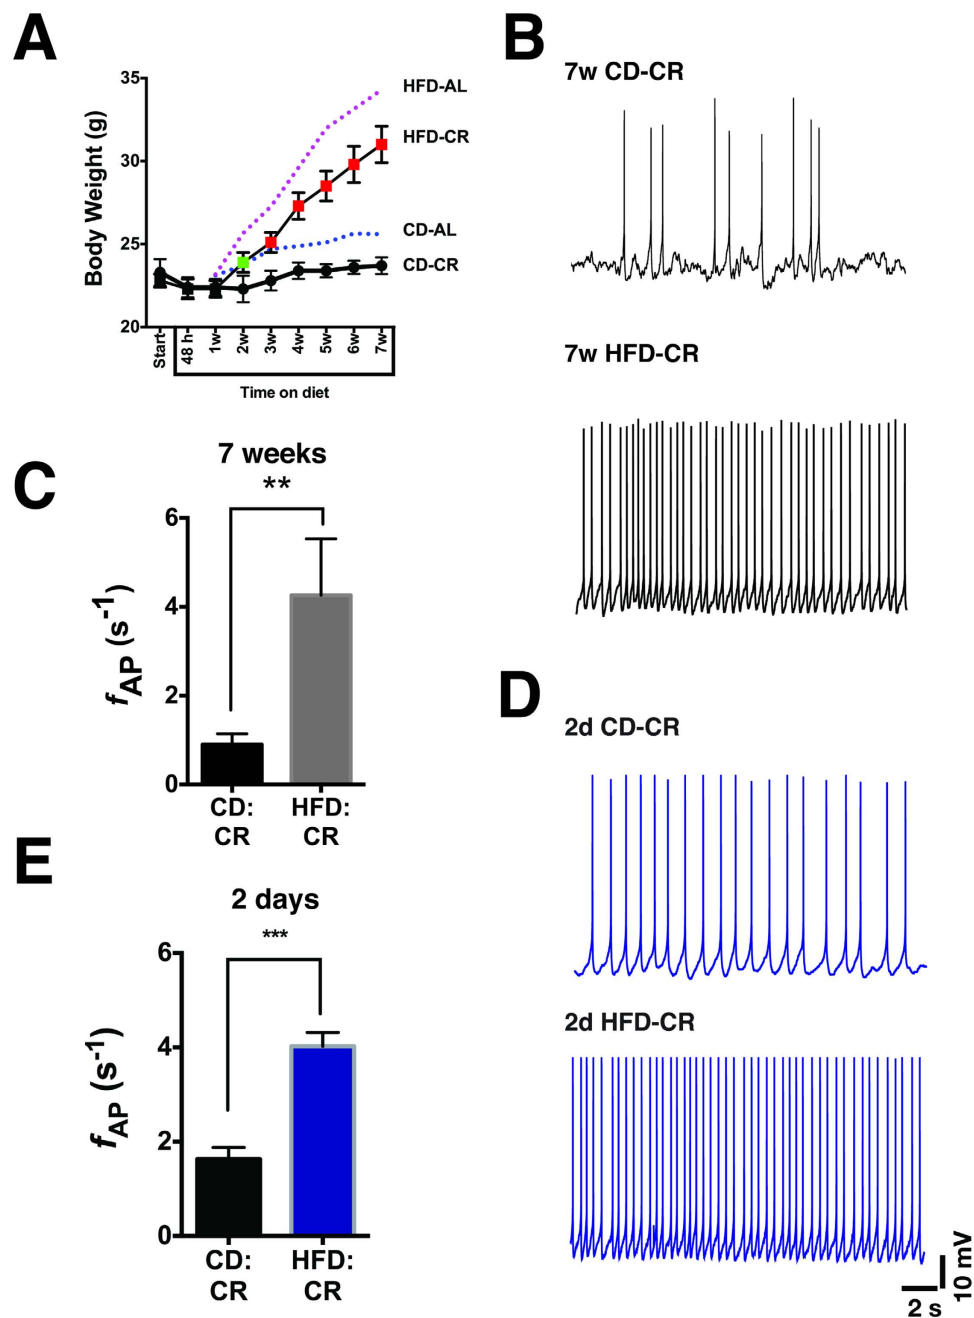 A
35
30
25
20
Body Weight (g)
HFD-AL
HFD-CR
CD-AL
CD-CR
Start
48 h
1w
2w
3w
4w
5w
6w
7w
Time on diet
B
7w CD-CR
7w HFD-CR
C
7 weeks
**
6
4
2
0
fAP (s-1)
CD:
CR
HFD:
CR
D
2d CD-CR
2d HFD-CR
10 mV
2 s
E
2 days
***
6
4
2
0
fAP (s-1)
CD:
CR
HFD:
CR